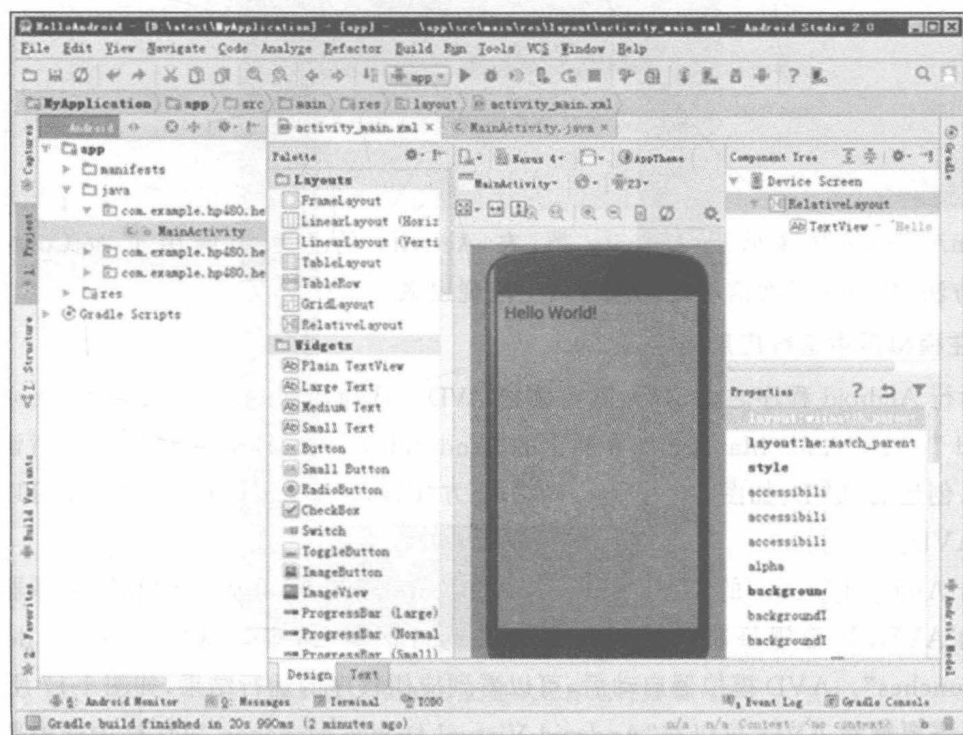 HelloAndroid - [D:\atest\MyApplication] - [app] - ...\app\src\main\res\layout\activity_main.xml - Android Studio 2.0
File Edit View Navigate Code Analyze Refactor Build Run Tools VCS Window Help
app
MyApplication app src main res layout activity_main.xml
Android
activity_main.xml
MainActivity.java
Captures
1: Project
Z: Structure
Build Variants
2: Favorites
app
manifests
java
com.example.hp480.he
MainActivity
com.example.hp480.he
com.example.hp480.he
res
Gradle Scripts
Palette
Layouts
FrameLayout
LinearLayout (Horiz
LinearLayout (Verti
TableLayout
TableRow
GridLayout
RelativeLayout
Widgets
Plain TextView
Large Text
Medium Text
Small Text
Button
Small Button
RadioButton
CheckBox
Switch
ToggleButton
ImageButton
ImageView
ProgressBar (Large)
ProgressBar (Normal
ProgressBar (Small)
Design Text
Nexus 4 AppTheme
MainActivity 23
Hello World!
Component Tree
Device Screen
RelativeLayout
TextView - "Hello
Properties ?
layout:he:match_parent
style
accessibili
accessibili
accessibili
alpha
background
backgroundI
backgroundI
Gradle
Android Model
6: Android Monitor 0: Messages Terminal TODO
Event Log Gradle Console
Gradle build finished in 20s 990ms (2 minutes ago)
n/a n/a Context: <no context>